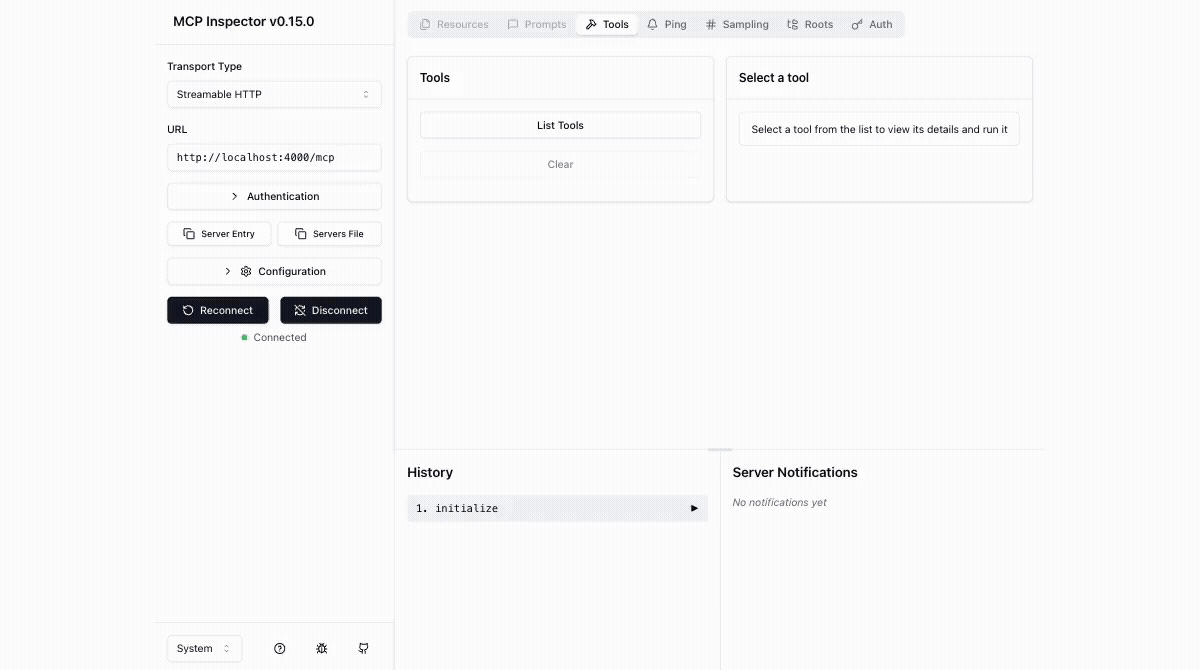 MCP Inspector v0.15.0
Transport Type
Streamable HTTP
URL
http://localhost:4000/mcp
Authentication
Server Entry
Servers File
Configuration
Reconnect
Disconnect
Connected
System
Resources
Prompts
Tools
Ping
Sampling
Roots
Auth
Tools
List Tools
Clear
Select a tool
Select a tool from the list to view its details and run it
History
1. initialize
Server Notifications
No notifications yet